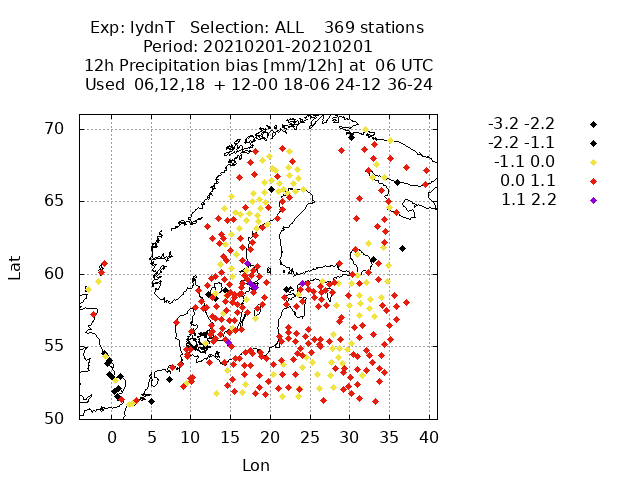 Exp: IydnT   Selection: ALL    369 stations
Period: 20210201-20210201
12h Precipitation bias [mm/12h] at  06 UTC
Used  06,12,18  + 12-00 18-06 24-12 36-24
-3.2 -2.2
-2.2 -1.1
-1.1 0.0
0.0 1.1
1.1 2.2
70
65
60
55
50
Lat
0 5 10 15 20 25 30 35 40
Lon